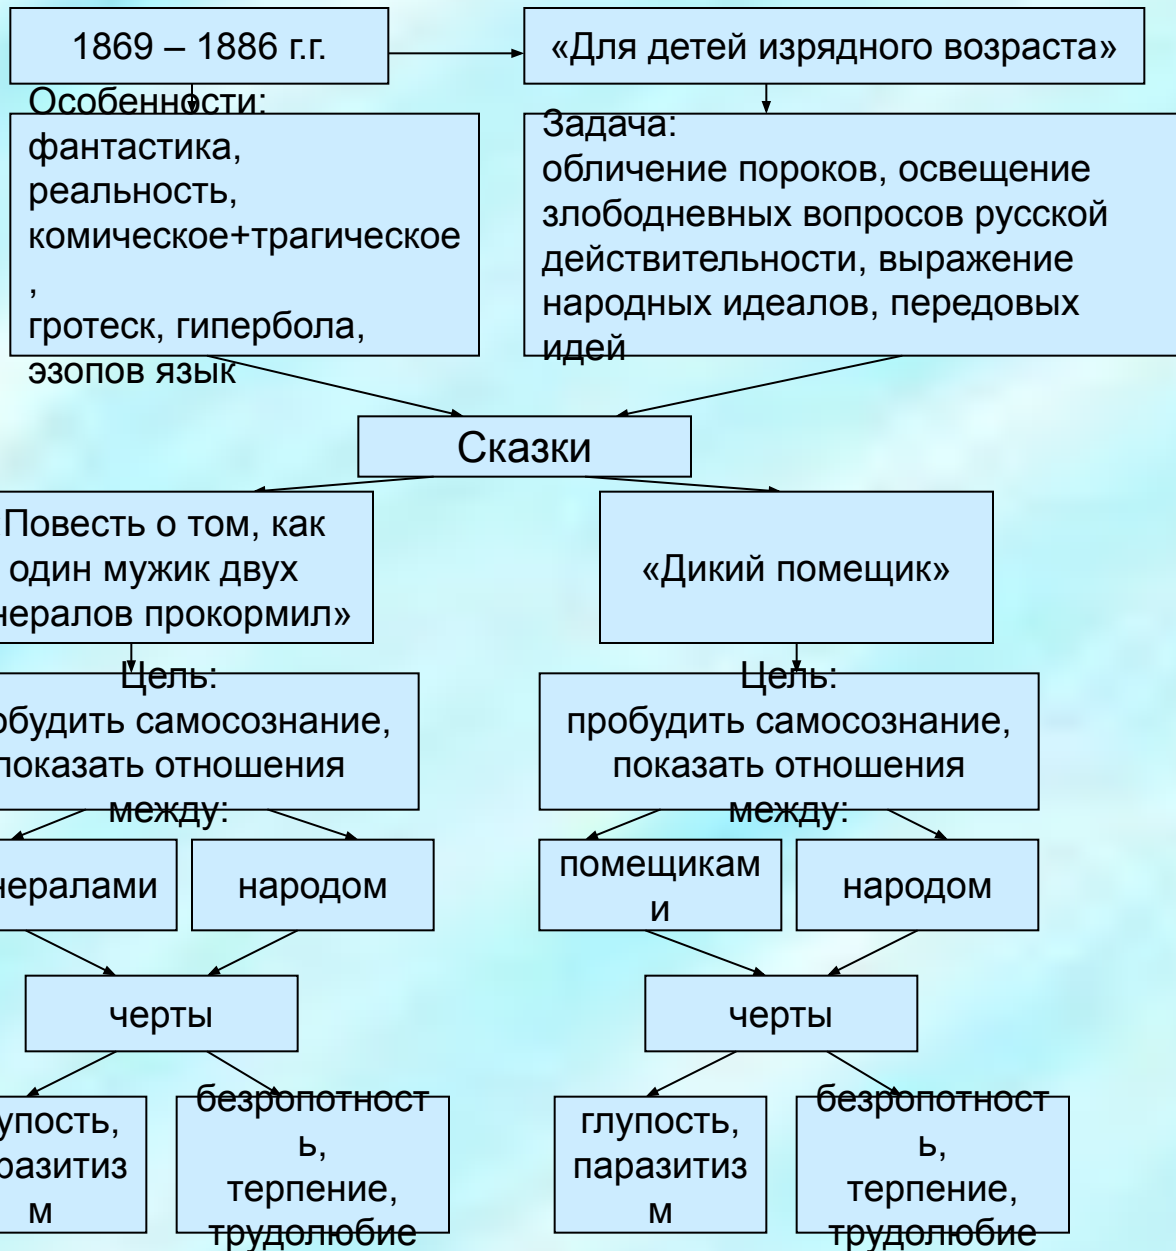 1869 – 1886 г.г.
«Для детей изрядного возраста»
Особенности:
фантастика,
реальность,
комическое+трагическое
,
гротеск, гипербола,
эзопов язык
Задача:
обличение пороков, освещение
злободневных вопросов русской
действительности, выражение
народных идеалов, передовых
идей
Сказки
Повесть о том, как
один мужик двух
нералов прокормил»
«Дикий помещик»
Цель:
обудить самосознание,
показать отношения
между:
Цель:
пробудить самосознание,
показать отношения
между:
нералами
народом
помещикам
и
народом
черты
черты
упость,
разитиз
м
безропотност
ь,
терпение,
трудолюбие
глупость,
паразитиз
м
безропотност
ь,
терпение,
трудолюбие